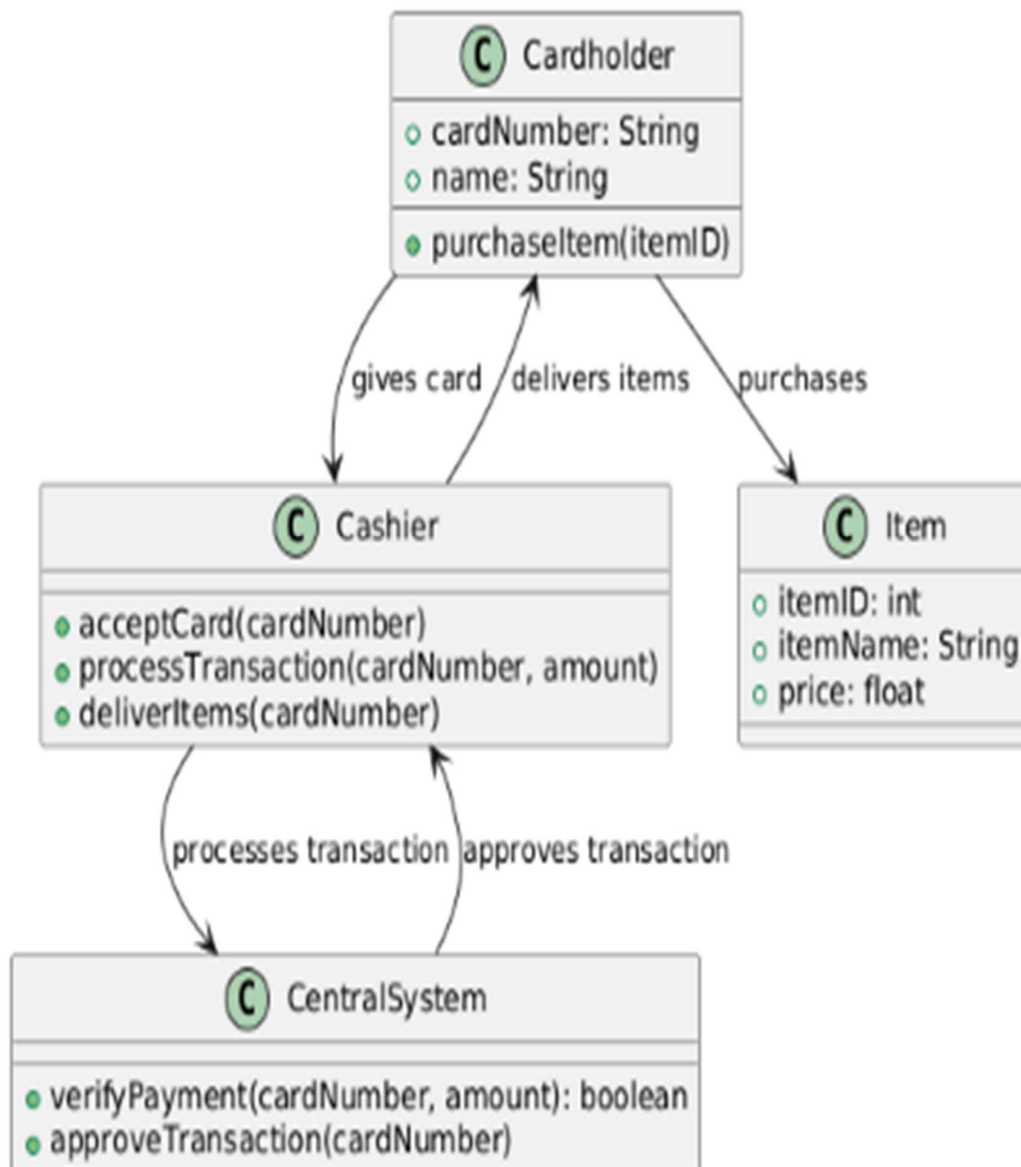 C Cardholder
cardNumber: String
name: String
purchaseItem(itemID)
gives card
delivers items
purchases
C Cashier
acceptCard(cardNumber)
processTransaction(cardNumber, amount)
deliverItems(cardNumber)
C Item
itemID: int
itemName: String
price: float
processes transaction
approves transaction
C CentralSystem
verifyPayment(cardNumber, amount): boolean
approveTransaction(cardNumber)